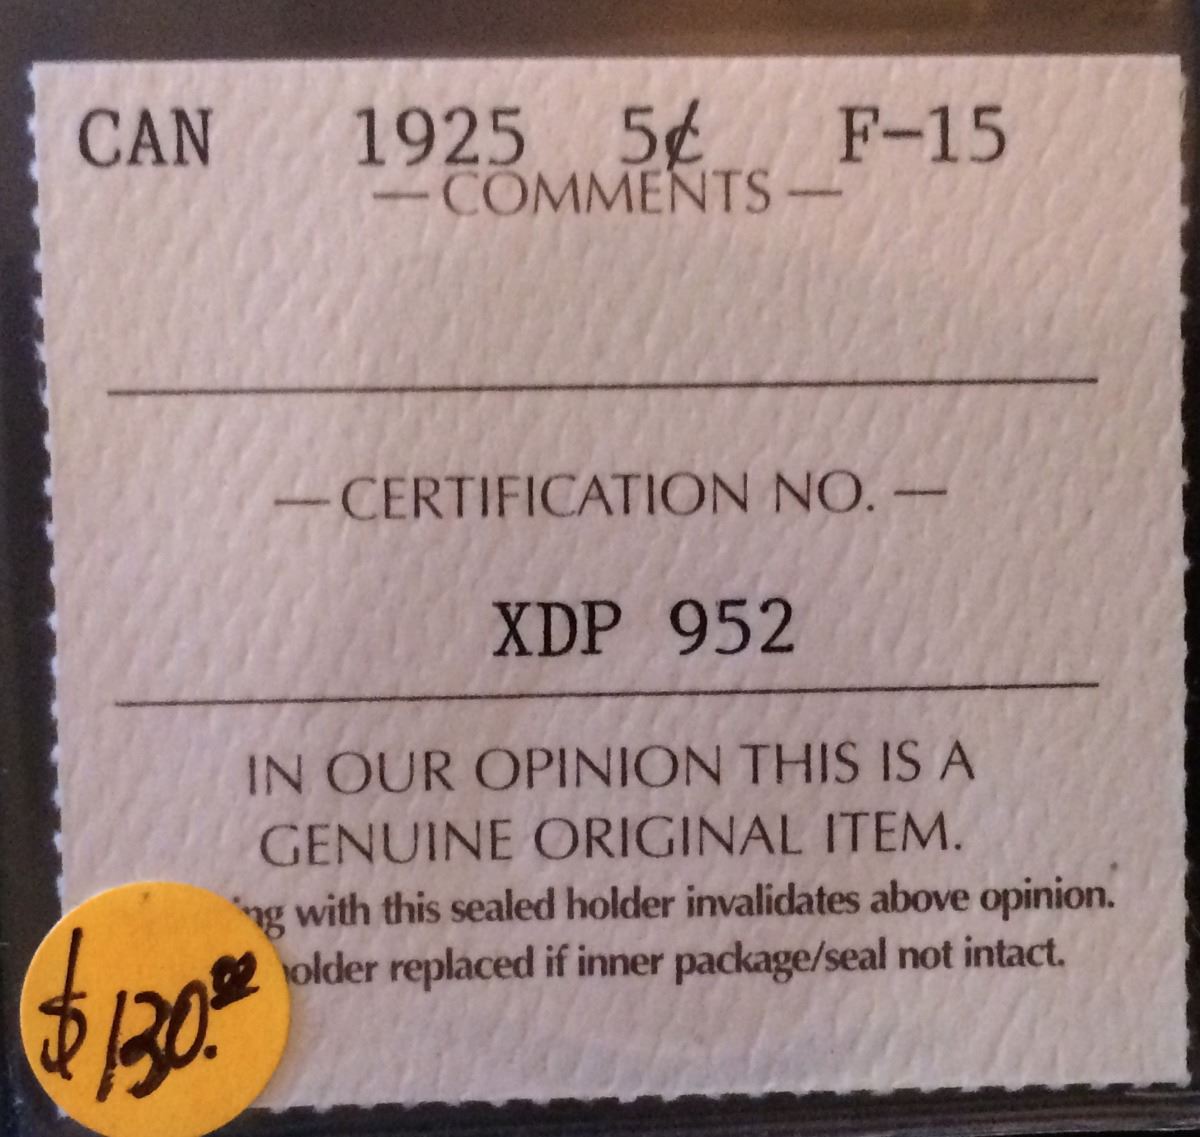 CAN 1925 5¢ F-15
— COMMENTS —
— CERTIFICATION NO. —
XDP 952
IN OUR OPINION THIS IS A
GENUINE ORIGINAL ITEM.
with this sealed holder invalidates above opinion.
replaced if inner package/seal not intact.
$130.00